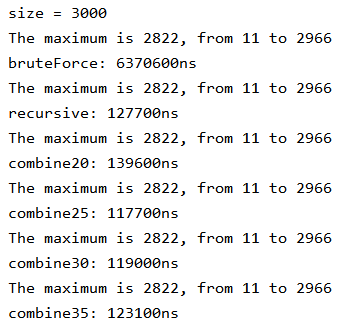 size = 3000
The maximum is 2822, from 11 to 2966
bruteForce: 6370600ns
The maximum is 2822, from 11 to 2966
recursive: 127700ns
The maximum is 2822, from 11 to 2966
combine20: 139600ns
The maximum is 2822, from 11 to 2966
combine25: 117700ns
The maximum is 2822, from 11 to 2966
combine30: 119000ns
The maximum is 2822, from 11 to 2966
combine35: 123100ns